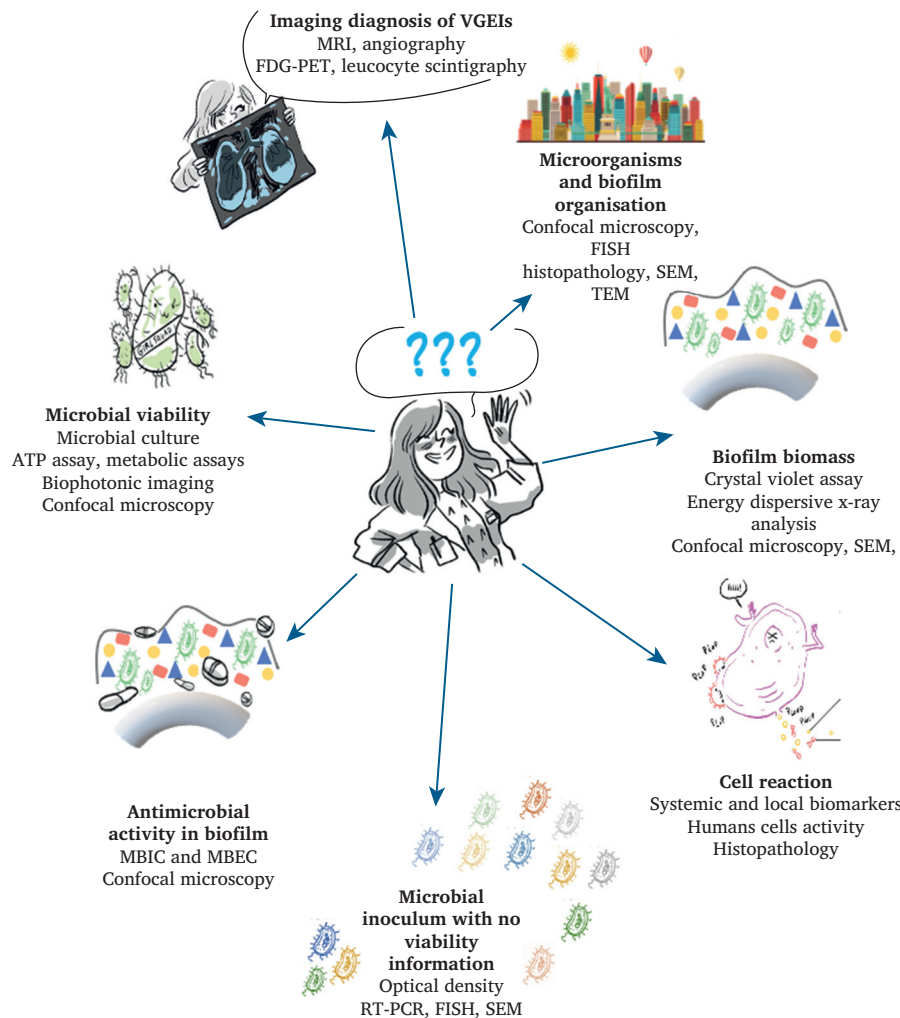 Imaging diagnosis of VGEIs
MRI, angiography
FDG-PET, leucocyte scintigraphy
Microorganisms
and biofilm
organisation
Confocal microscopy,
FISH
histopathology, SEM,
TEM
???
Microbial viability
Microbial culture
ATP assay, metabolic assays
Biophotonic imaging
Confocal microscopy
Biofilm biomass
Crystal violet assay
Energy dispersive x-ray
analysis
Confocal microscopy, SEM,
Antimicrobial
activity in biofilm
MBIC and MBEC
Confocal microscopy
Cell reaction
Systemic and local biomarkers
Humans cells activity
Histopathology
Microbial
inoculum with no
viability
information
Optical density
RT-PCR, FISH, SEM